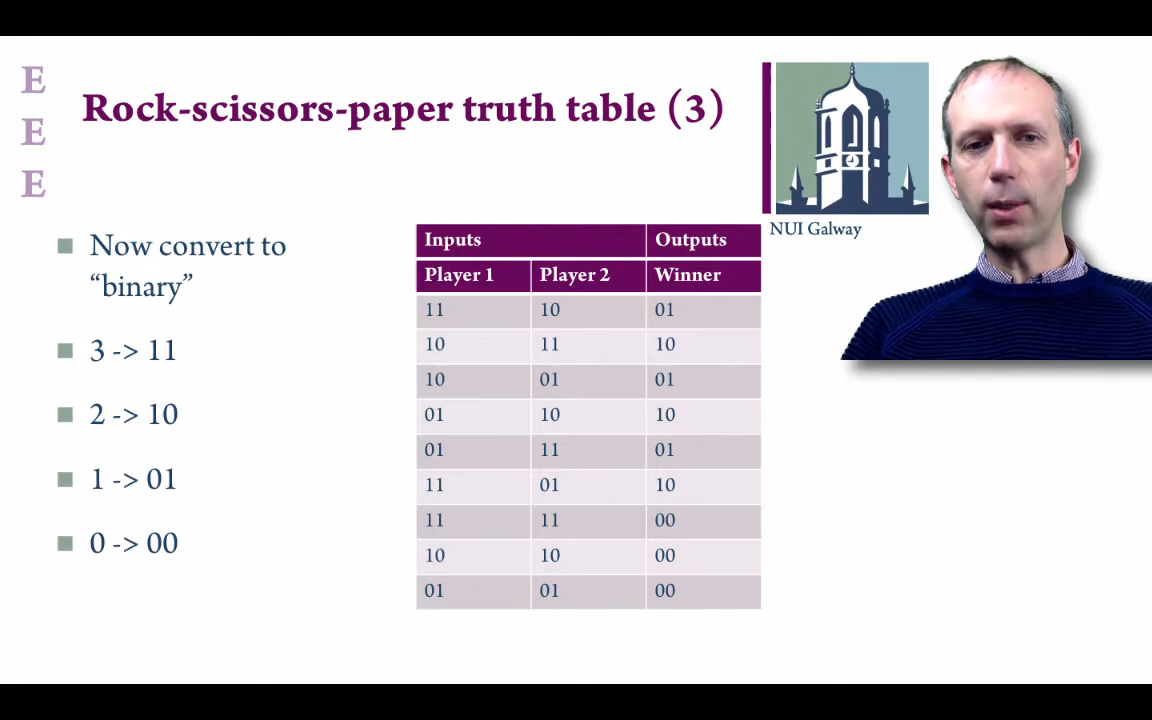 E
E
E
Rock-scissors-paper truth table (3)
NUI Galway
Now convert to
“binary”
3 -> 11
2 -> 10
1 -> 01
0 -> 00
Inputs Outputs
Player 1 Player 2 Winner
11 10 01
10 11 10
10 01 01
01 10 10
01 11 01
11 01 10
11 11 00
10 10 00
01 01 00